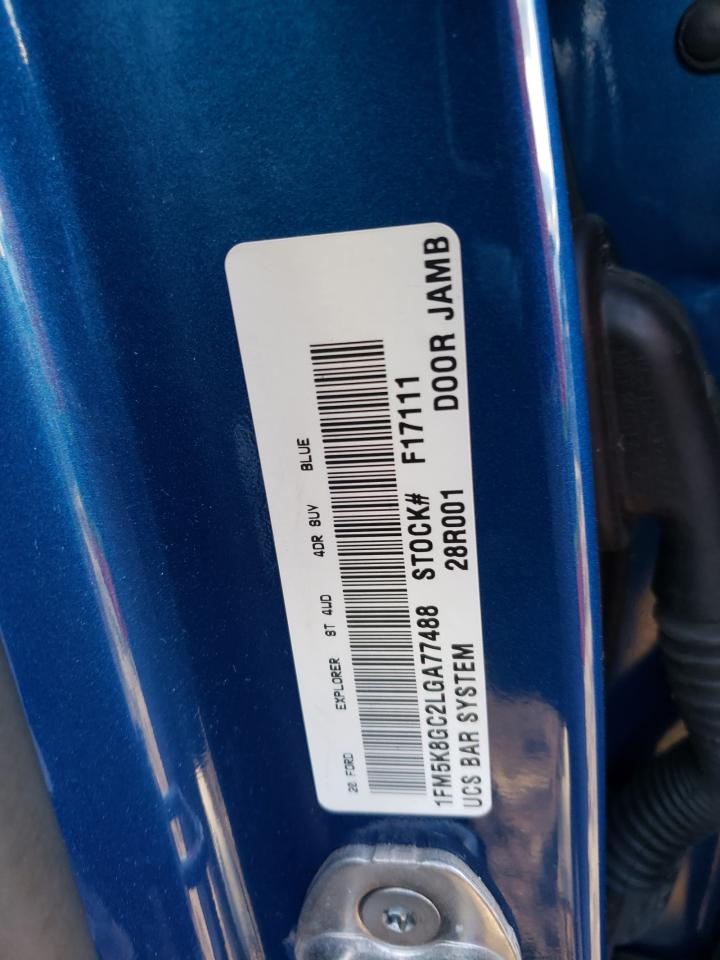 20 FORD EXPLORER ST 4WD 4DR SUV BLUE
1FM5K8GC2LGA77488 STOCK# F17111
UCS BAR SYSTEM 28R001 DOOR JAMB